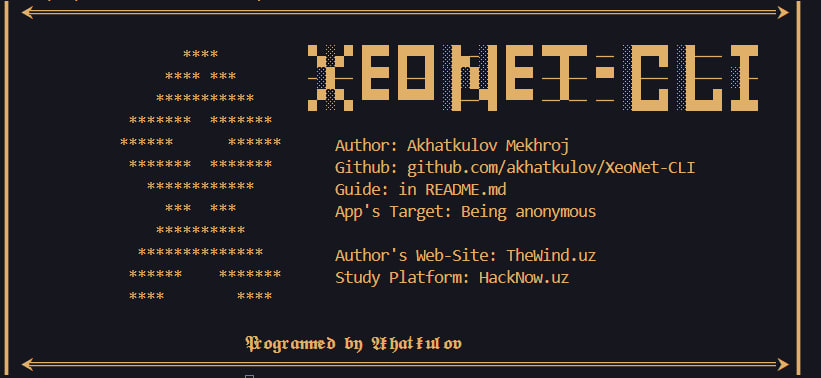 XEONET-CLI
Author: Akhatkulov Mekhroj
Github: github.com/akhatkulov/XeoNet-CLI
Guide: in README.md
App's Target: Being anonymous
Author's Web-Site: TheWind.uz
Study Platform: HackNow.uz
Programmed by Akhatkulov